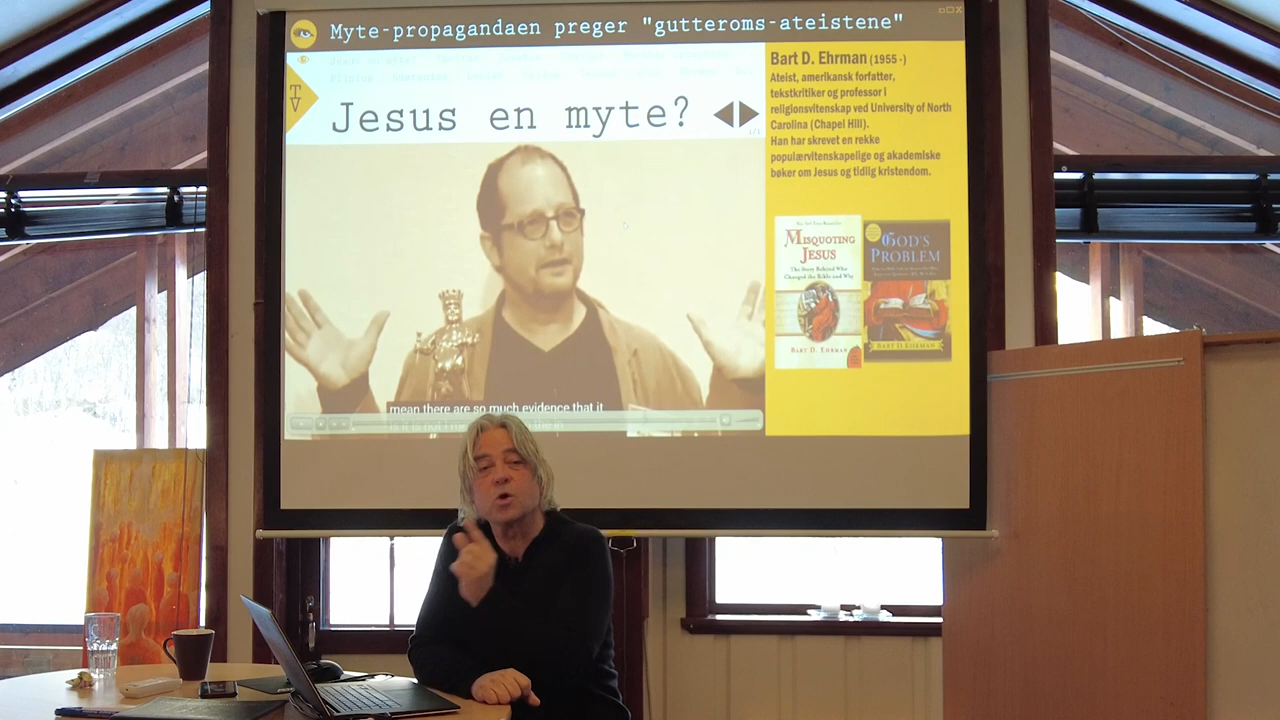 Myte-propagandaen preger "gutteroms-ateistene"
TV
Jesus en myte?
1/1
mean there are so much evidence that it
Bart D. Ehrman (1955 -)
Ateist, amerikansk forfatter,
tekstkritiker og professor i
religionsvitenskap ved University of North
Carolina (Chapel Hill).
Han har skrevet en rekke
populærvitenskapelige og akademiske
bøker om Jesus og tidlig kristendom.
MISQUOTING
JESUS
The Story Behind Who
Changed the Bible and Why
BART D. EHRMAN
GOD'S
PROBLEM
BART D. EHRMAN